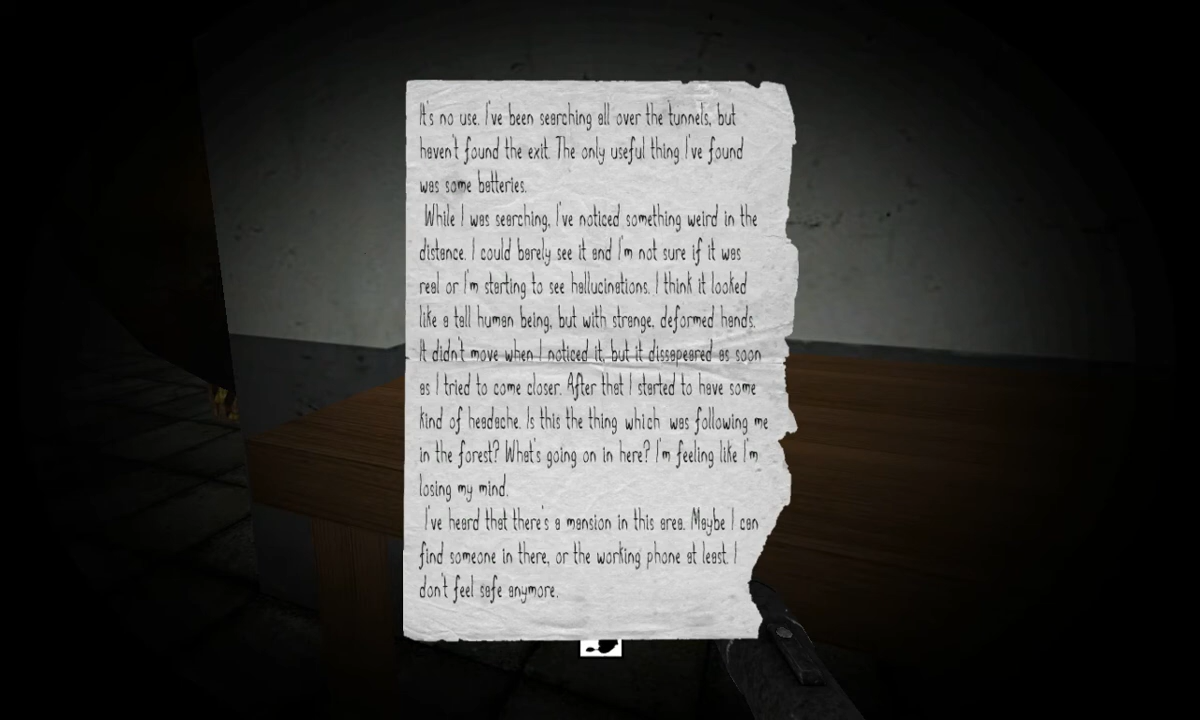 It's no use. I've been searching all over the tunnels, but
haven't found the exit. The only useful thing I've found
was some batteries.
While I was searching, I've noticed something weird in the
distance. I could barely see it and I'm not sure if it was
real or I'm starting to see hallucinations. I think it looked
like a tall human being, but with strange, deformed hands.
It didn't move when I noticed it, but it dissapeared as soon
as I tried to come closer. After that I started to have some
kind of headache. Is this the thing which was following me
in the forest? What's going on in here? I'm feeling like I'm
losing my mind.
I've heard that there's a mansion in this area. Maybe I can
find someone in there, or the working phone at least. I
don't feel safe anymore.